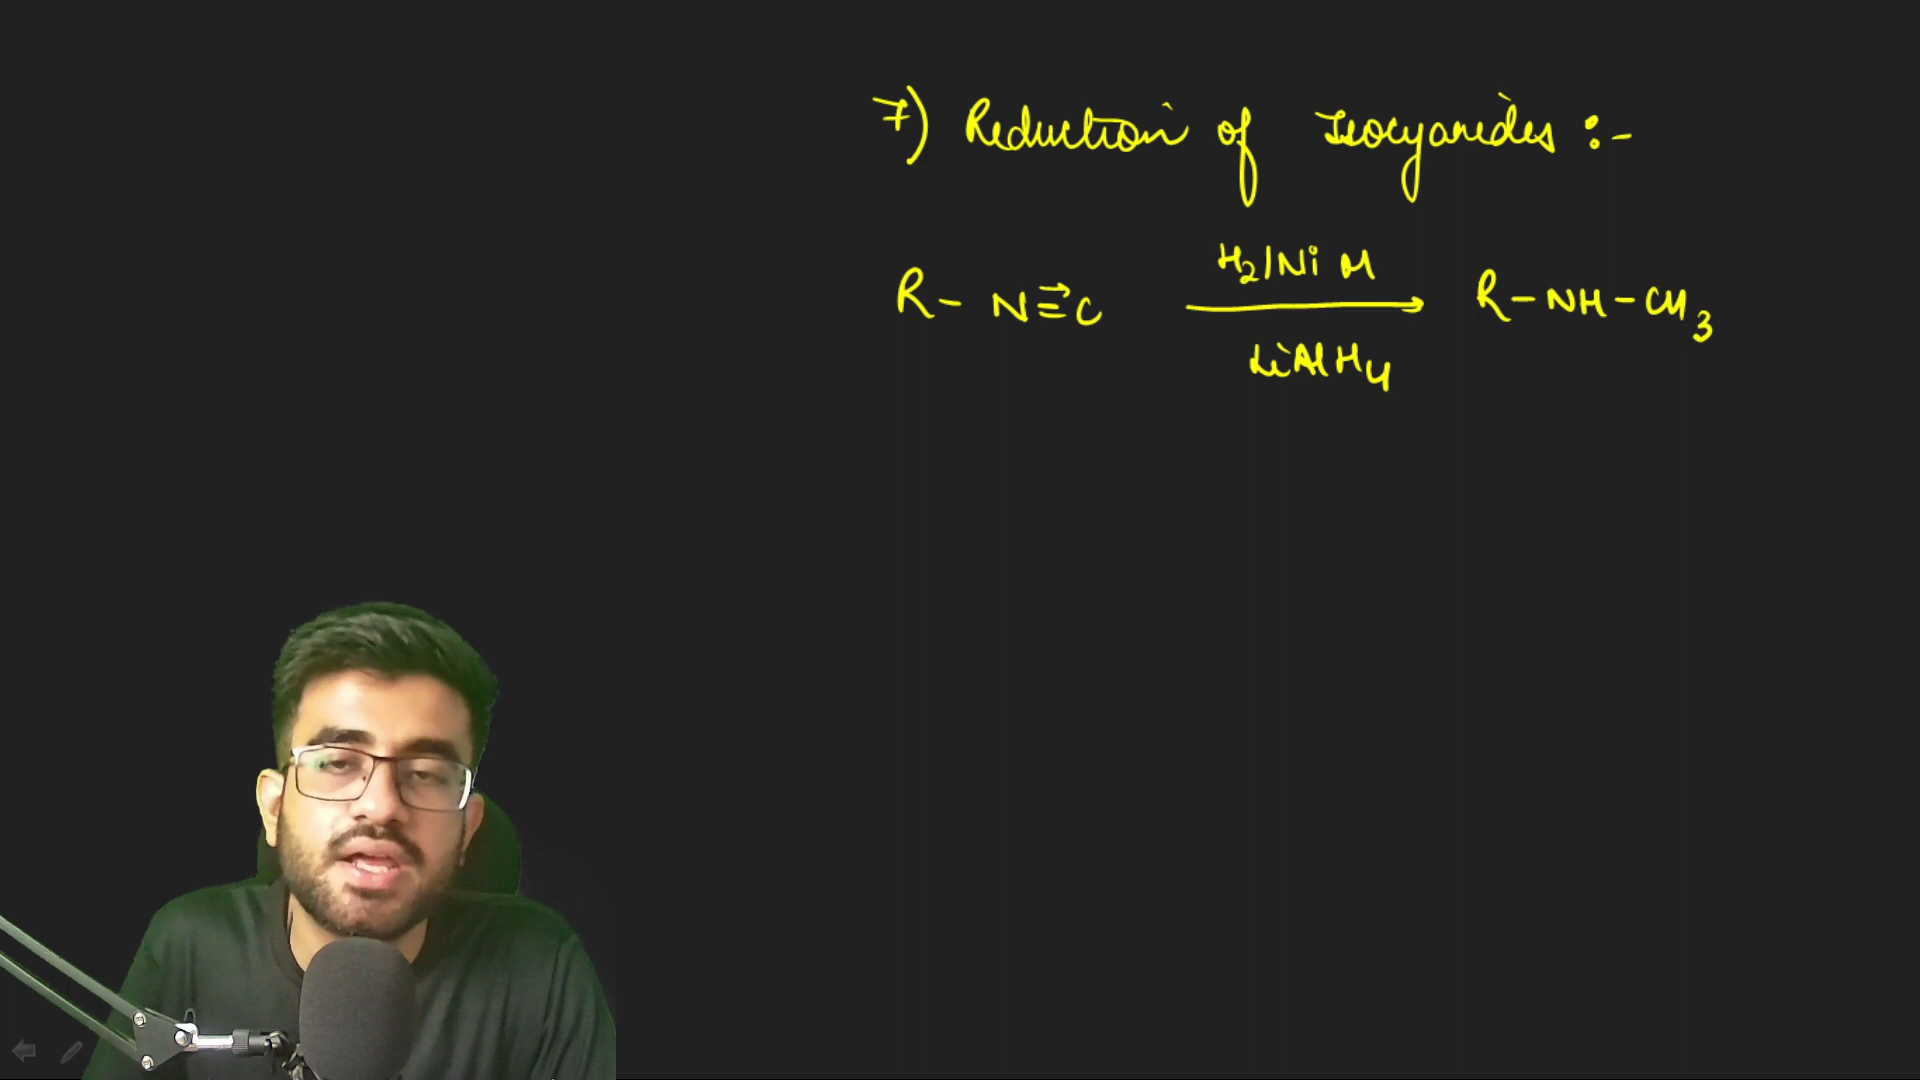 7) Reduction of Isocyanides :-
H2/Ni
R - N≡C → R-NH-CH3
LiAlH4